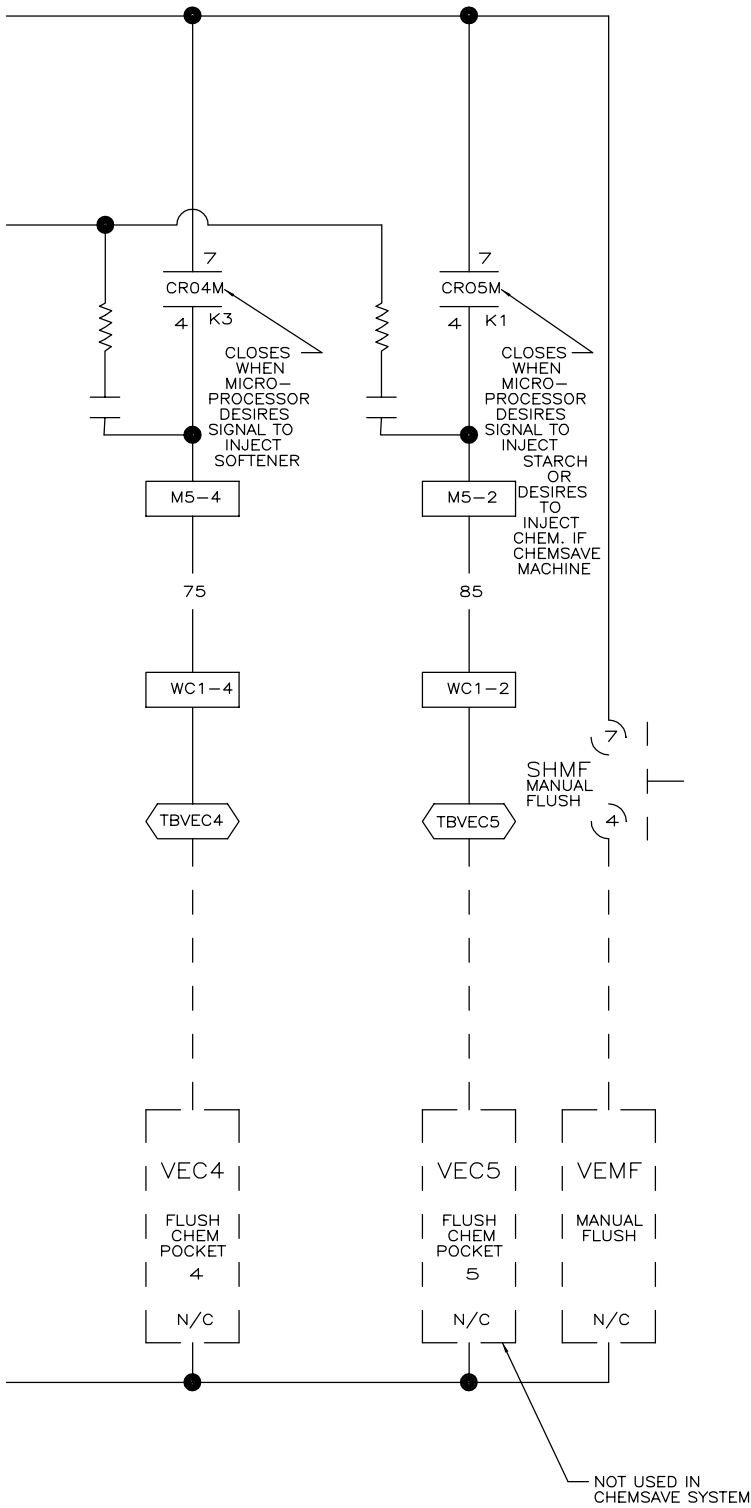 7
CR04M
4
K3
CLOSES
WHEN
MICRO-
PROCESSOR
DESIRES
SIGNAL TO
INJECT
SOFTENER
7
CR05M
4
K1
CLOSES
WHEN
MICRO-
PROCESSOR
DESIRES
SIGNAL TO
INJECT
STARCH
OR
DESIRES
TO
INJECT
CHEM. IF
CHEMSAVE
MACHINE
M5-4
M5-2
75
85
WC1-4
WC1-2
7
SHMF
MANUAL
FLUSH
4
TBVEC4
TBVEC5
VEC4
FLUSH
CHEM
POCKET
4
N/C
VEC5
FLUSH
CHEM
POCKET
5
N/C
VEMF
MANUAL
FLUSH
N/C
NOT USED IN
CHEMSAVE SYSTEM